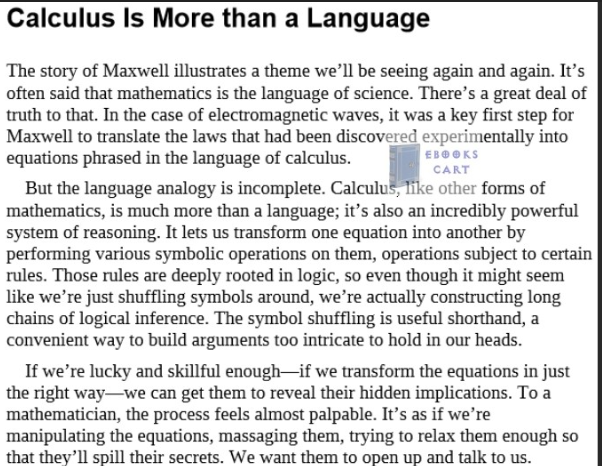 Calculus Is More than a Language
The story of Maxwell illustrates a theme we’ll be seeing again and again. It’s
often said that mathematics is the language of science. There’s a great deal of
truth to that. In the case of electromagnetic waves, it was a key first step for
Maxwell to translate the laws that had been discovered experimentally into
equations phrased in the language of calculus.
EBOOKS
CART
But the language analogy is incomplete. Calculus, like other forms of
mathematics, is much more than a language; it’s also an incredibly powerful
system of reasoning. It lets us transform one equation into another by
performing various symbolic operations on them, operations subject to certain
rules. Those rules are deeply rooted in logic, so even though it might seem
like we’re just shuffling symbols around, we’re actually constructing long
chains of logical inference. The symbol shuffling is useful shorthand, a
convenient way to build arguments too intricate to hold in our heads.
If we’re lucky and skillful enough—if we transform the equations in just
the right way—we can get them to reveal their hidden implications. To a
mathematician, the process feels almost palpable. It’s as if we’re
manipulating the equations, massaging them, trying to relax them enough so
that they’ll spill their secrets. We want them to open up and talk to us.